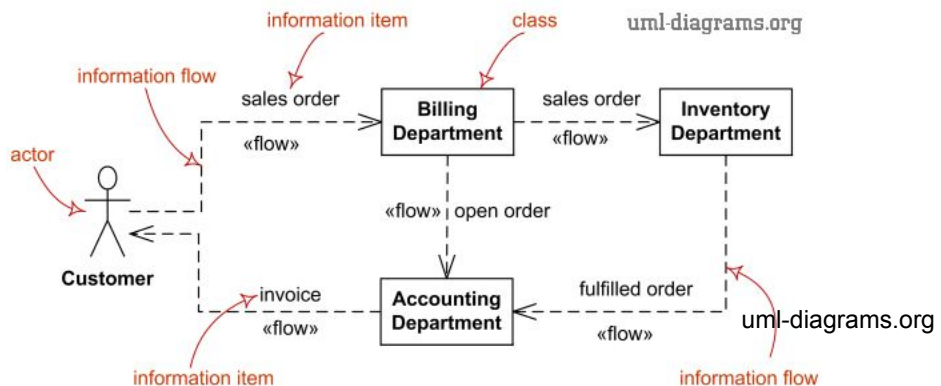 information item
class
uml-diagrams.org
information flow
sales order
Billing
Department
sales order
Inventory
Department
«flow»
«flow»
actor
«flow» open order
Customer
invoice
Accounting
Department
fulfilled order
«flow»
«flow»
uml-diagrams.org
information item
information flow